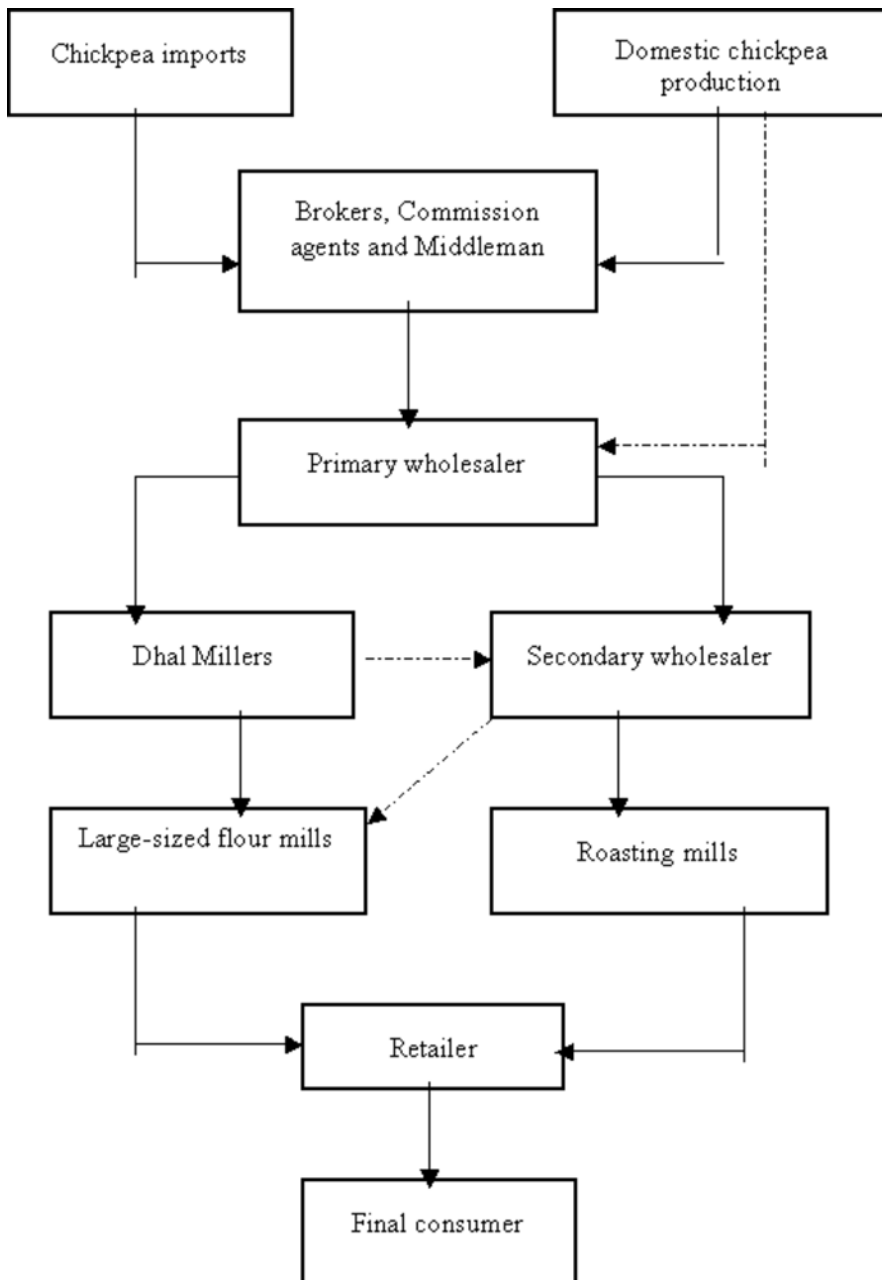 Chickpea imports
Domestic chickpea
production
Brokers, Commission
agents and Middleman
Primary wholesaler
Dhal Millers
Secondary wholesaler
Large-sized flour mills
Roasting mills
Retailer
Final consumer